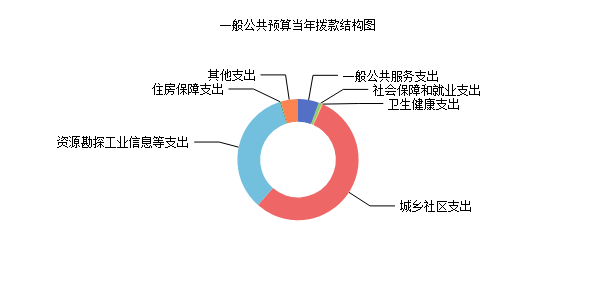 一般公共预算当年拨款结构图
其他支出
一般公共服务支出
住房保障支出
社会保障和就业支出
卫生健康支出
资源勘探工业信息等支出
城乡社区支出